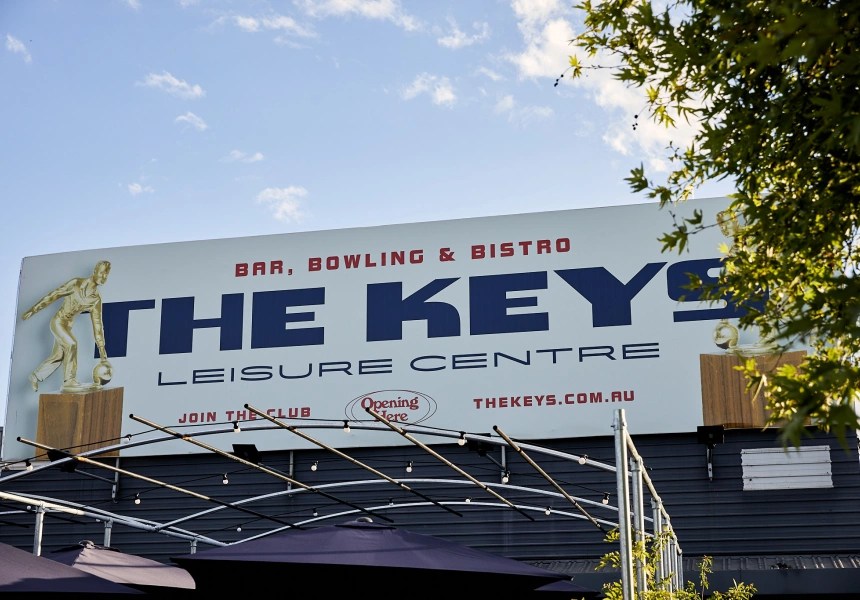 BAR, BOWLING & BISTRO
THE KEYS
LEISURE CENTRE
JOIN THE CLUB
Opening
Here
THEKEYS.COM.AU